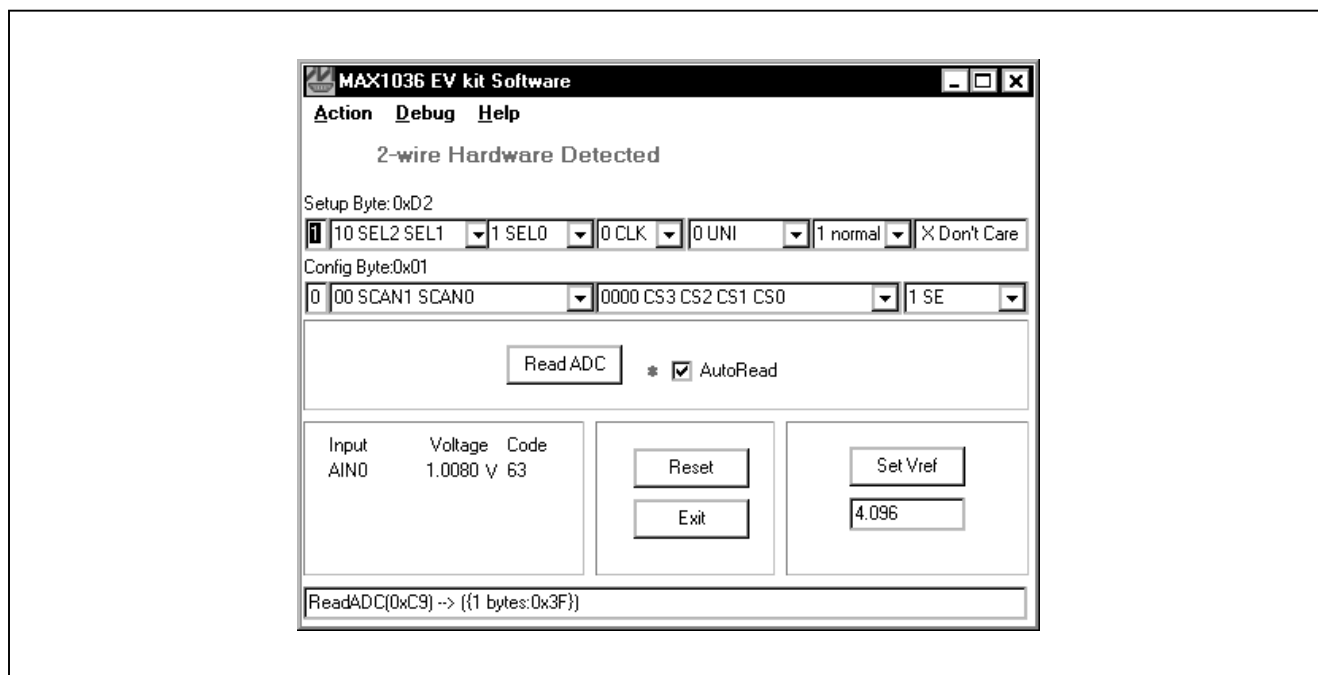 MAX1036 EV kit Software
Action Debug Help
2-wire Hardware Detected
Setup Byte: 0xD2
1 10 SEL2 SEL1 1 SEL0 0 CLK 0 UNI 1 normal X Don't Care
Config Byte:0x01
0 00 SCAN1 SCAN0 0000 CS3 CS2 CS1 CS0 1 SE
Read ADC * AutoRead
Input Voltage Code
AIN0 1.0080 V 63
Reset
Exit
Set Vref
4.096
ReadADC(0xC9) --> ({1 bytes:0x3F})